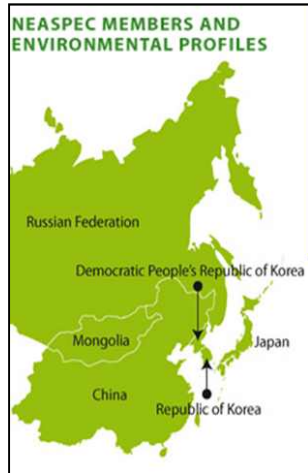 NEASPEC MEMBERS AND
ENVIRONMENTAL PROFILES
Russian Federation
Democratic People's Republic of Korea
Mongolia
Japan
China
Republic of Korea